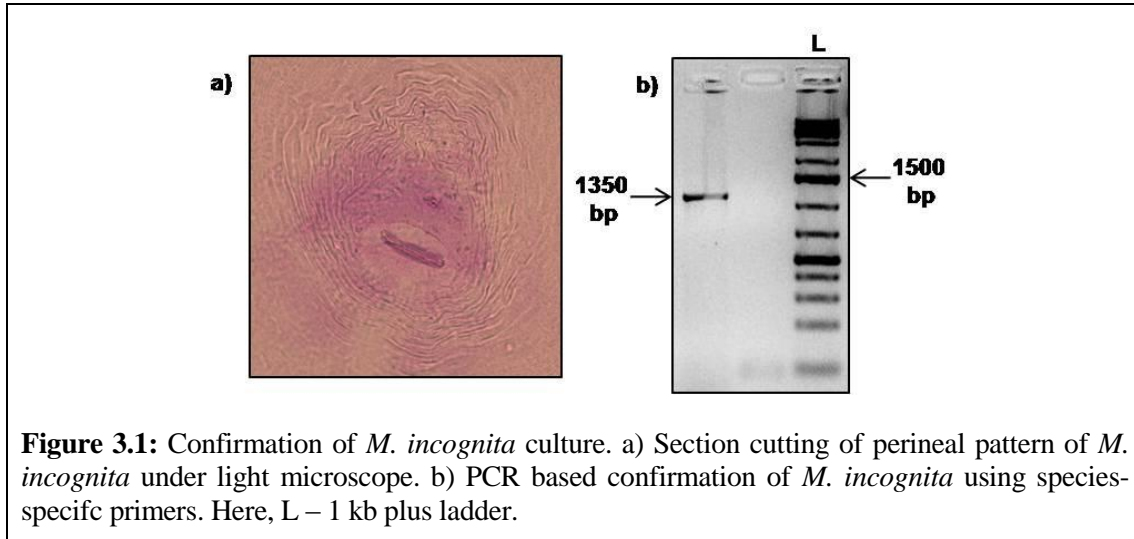 L
a)
b)
1350
bp
1500
bp
Figure 3.1: Confirmation of M. incognita culture. a) Section cutting of perineal pattern of M.
incognita under light microscope. b) PCR based confirmation of M. incognita using species-
specifc primers. Here, L – 1 kb plus ladder.